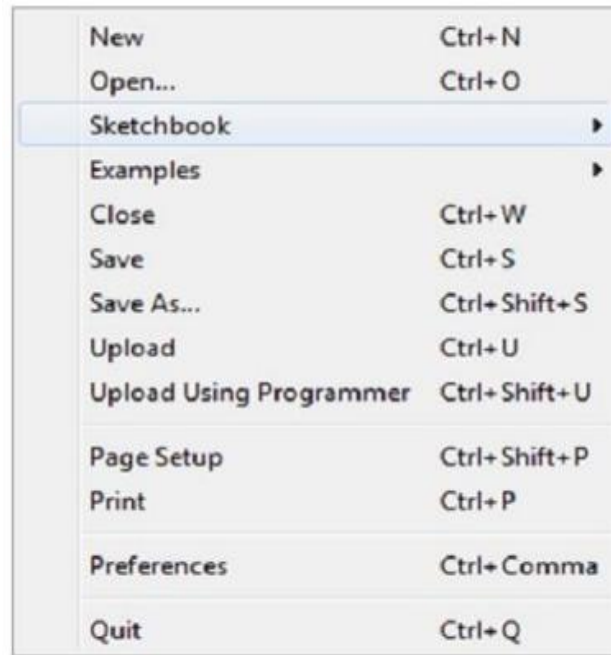 New Ctrl+N
Open... Ctrl+O
Sketchbook
Examples
Close Ctrl+W
Save Ctrl+S
Save As... Ctrl+Shift+S
Upload Ctrl+U
Upload Using Programmer Ctrl+Shift+U
Page Setup Ctrl+Shift+P
Print Ctrl+P
Preferences Ctrl+Comma
Quit Ctrl+Q